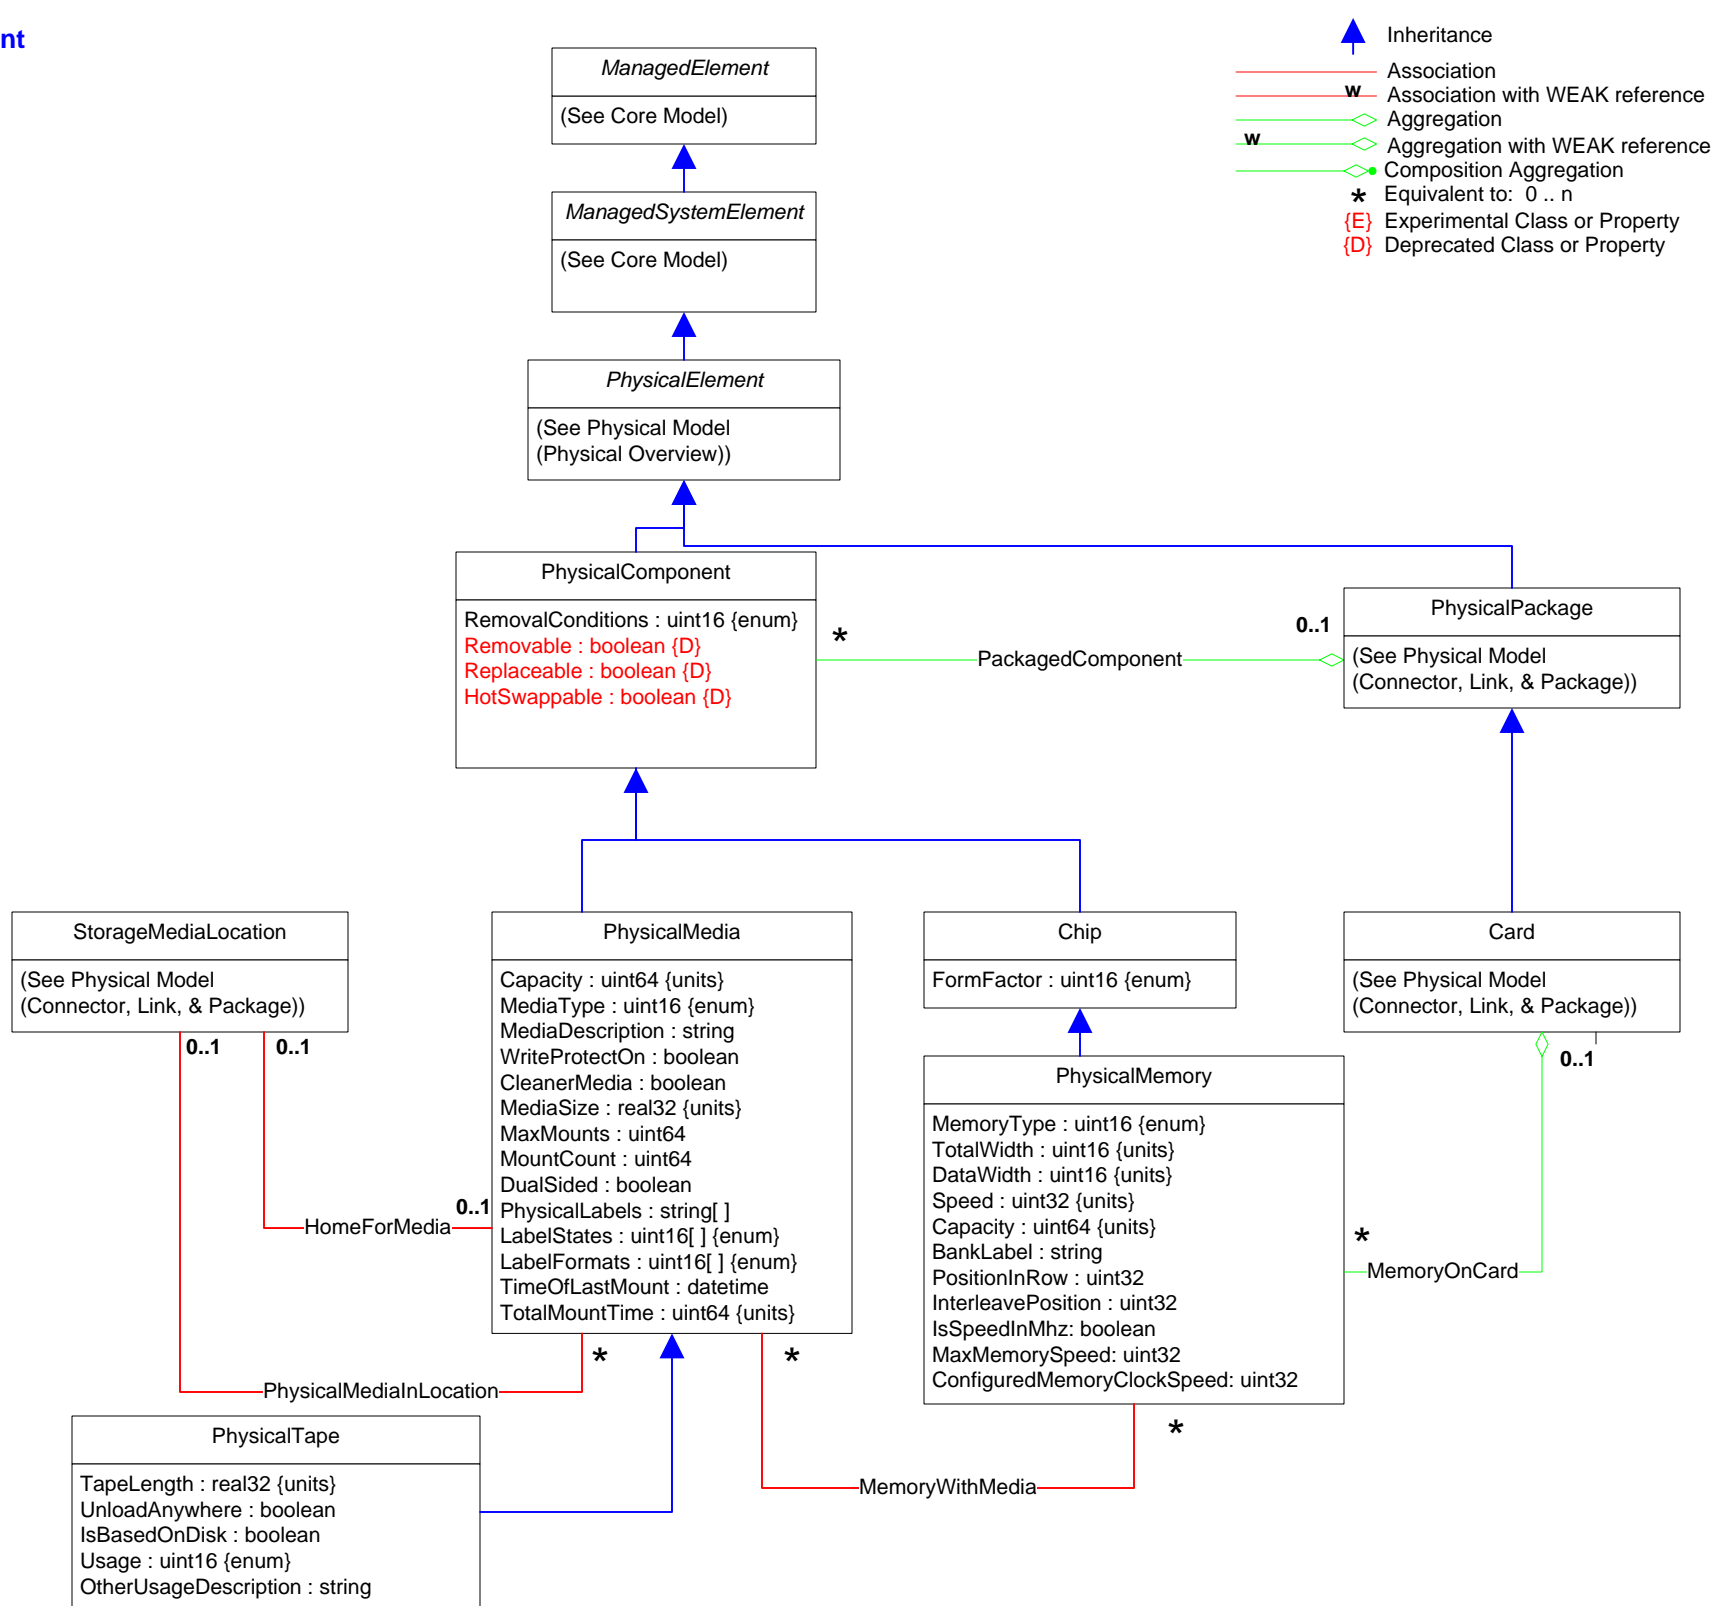 nt
Inheritance
Association
w
Association with WEAK reference
Aggregation
w
Aggregation with WEAK reference
Composition Aggregation
* Equivalent to: 0 .. n
{E} Experimental Class or Property
{D} Deprecated Class or Property
ManagedElement
(See Core Model)
ManagedSystemElement
(See Core Model)
PhysicalElement
(See Physical Model
(Physical Overview))
PhysicalComponent
RemovalConditions : uint16 {enum}
Removable : boolean {D}
Replaceable : boolean {D}
HotSwappable : boolean {D}
*
PackagedComponent
0..1
PhysicalPackage
(See Physical Model
(Connector, Link, & Package))
StorageMediaLocation
(See Physical Model
(Connector, Link, & Package))
0..1
0..1
HomeForMedia
0..1
PhysicalMedia
Capacity : uint64 {units}
MediaType : uint16 {enum}
MediaDescription : string
WriteProtectOn : boolean
CleanerMedia : boolean
MediaSize : real32 {units}
MaxMounts : uint64
MountCount : uint64
DualSided : boolean
PhysicalLabels : string[ ]
LabelStates : uint16[ ] {enum}
LabelFormats : uint16[ ] {enum}
TimeOfLastMount : datetime
TotalMountTime : uint64 {units}
*
*
PhysicalMediaInLocation
Chip
FormFactor : uint16 {enum}
PhysicalMemory
MemoryType : uint16 {enum}
TotalWidth : uint16 {units}
DataWidth : uint16 {units}
Speed : uint32 {units}
Capacity : uint64 {units}
BankLabel : string
PositionInRow : uint32
InterleavePosition : uint32
IsSpeedInMhz: boolean
MaxMemorySpeed: uint32
ConfiguredMemoryClockSpeed: uint32
*
MemoryWithMedia
Card
(See Physical Model
(Connector, Link, & Package))
0..1
*
MemoryOnCard
PhysicalTape
TapeLength : real32 {units}
UnloadAnywhere : boolean
IsBasedOnDisk : boolean
Usage : uint16 {enum}
OtherUsageDescription : string